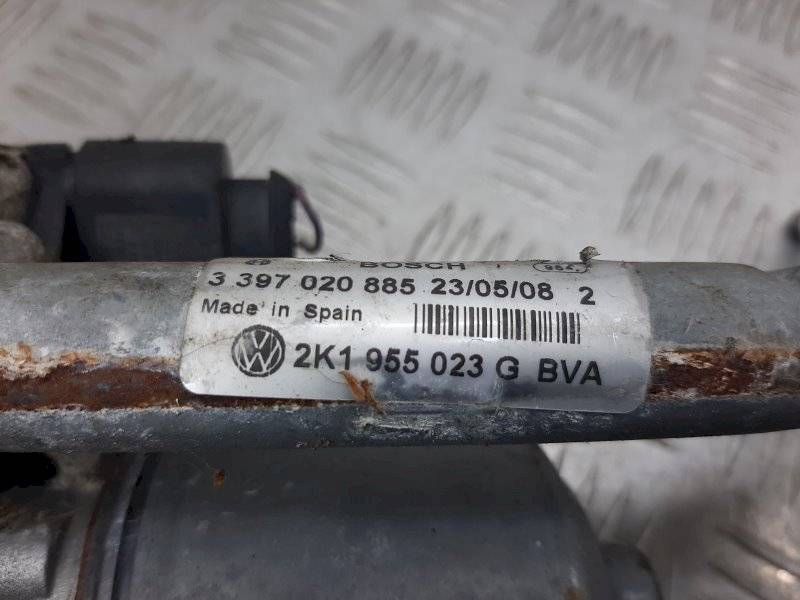 BOSCH
3 397 020 885 23/05/08 2
Made in Spain
2K1 955 023 G BVA